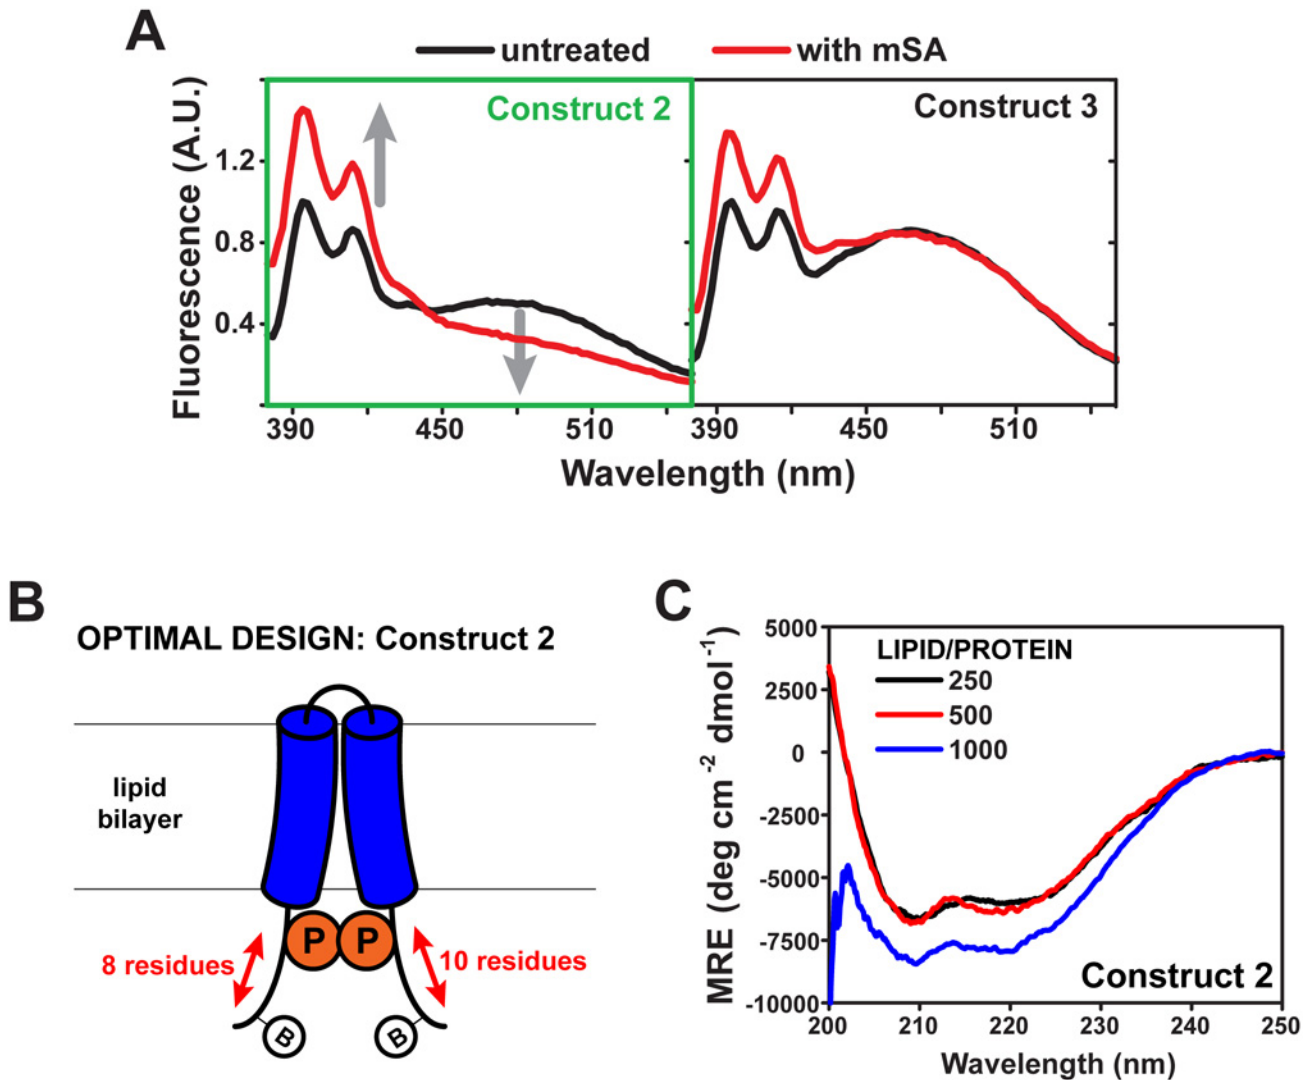 A
untreated
with mSA
Construct 2
Construct 3
Fluorescence (A.U.)
1.2
0.8
0.4
390
450
510
390
450
510
Wavelength (nm)
B
OPTIMAL DESIGN: Construct 2
lipid
bilayer
P
P
8 residues
10 residues
B
B
C
MRE (deg cm⁻² dmol⁻¹)
5000
2500
0
-2500
-5000
-7500
-10000
LIPID/PROTEIN
250
500
1000
Construct 2
200
210
220
230
240
250
Wavelength (nm)